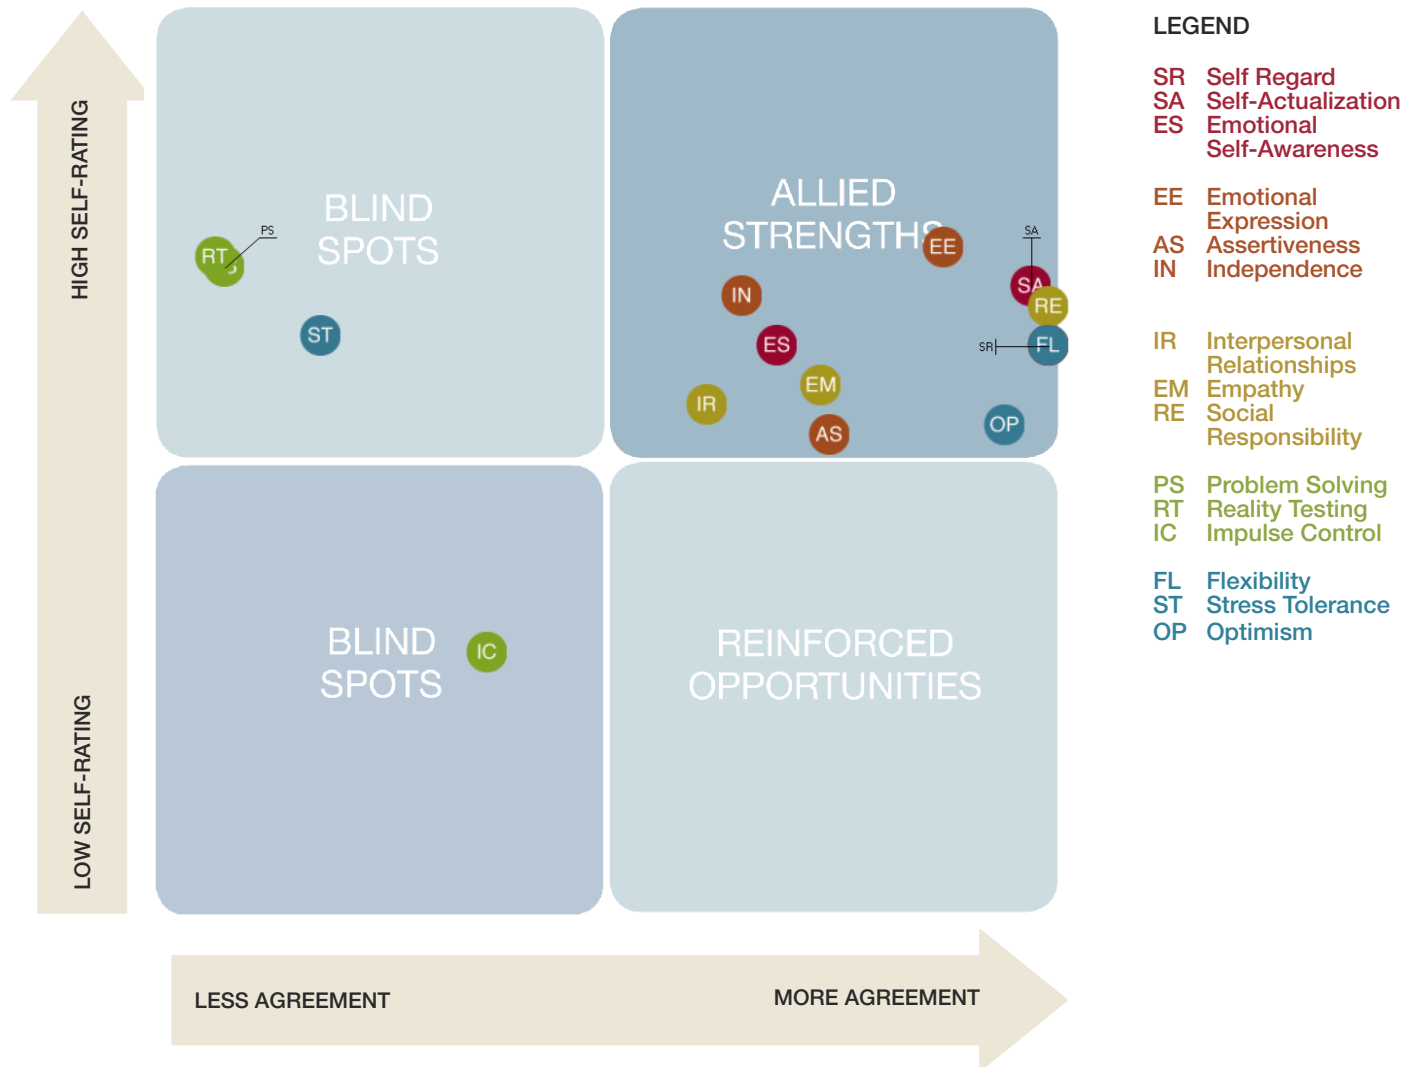 HIGH SELF-RATING
LOW SELF-RATING
BLIND
SPOTS
PS
RT
ST
ALLIED
STRENGTHS
EE
SA
SA
IN
RE
ES
SR
FL
EM
IR
OP
AS
BLIND
SPOTS
IC
REINFORCED
OPPORTUNITIES
LESS AGREEMENT
MORE AGREEMENT
LEGEND
SR Self Regard
SA Self-Actualization
ES Emotional
Self-Awareness
EE Emotional
Expression
AS Assertiveness
IN Independence
IR Interpersonal
Relationships
EM Empathy
RE Social
Responsibility
PS Problem Solving
RT Reality Testing
IC Impulse Control
FL Flexibility
ST Stress Tolerance
OP Optimism